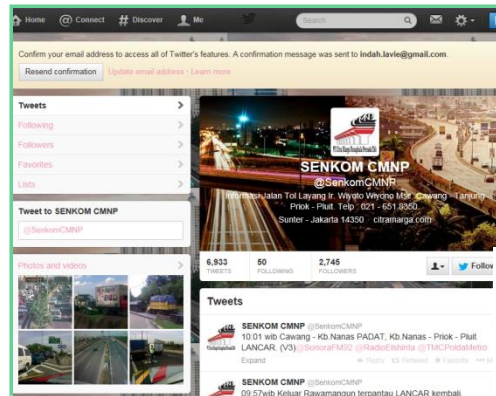 Home @ Connect # Discover Me Search
Confirm your email address to access all of Twitter's features. A confirmation message was sent to indah.lavie@gmail.com.
Resend confirmation Update email address · Learn more
Tweets
Following
Followers
Favorites
Lists
Tweet to SENKOM CMNP
@SenkomCMNP
Photos and videos
SENKOM CMNP
@SenkomCMNP
Informasi Jalan Tol Layang Ir. Wiyoto Wiyono Msc. Cawang - Tanjung
Priok - Pluit. Telp : 021 - 651.8350.
Sunter - Jakarta 14350 · citramarga.com
6,933 50 2,745
TWEETS FOLLOWING FOLLOWERS
Follow
Tweets
SENKOM CMNP @SenkomCMNP
10:01 wib Cawang - Kb.Nanas PADAT, Kb.Nanas - Priok - Pluit
LANCAR. (V3)@SonoraFM92 @RadioElshinta @TMCPoldaMetro
Expand Reply Retweet Favorite
SENKOM CMNP @SenkomCMNP
09:57wib Keluar Rawamangun terpantau LANCAR kembali.